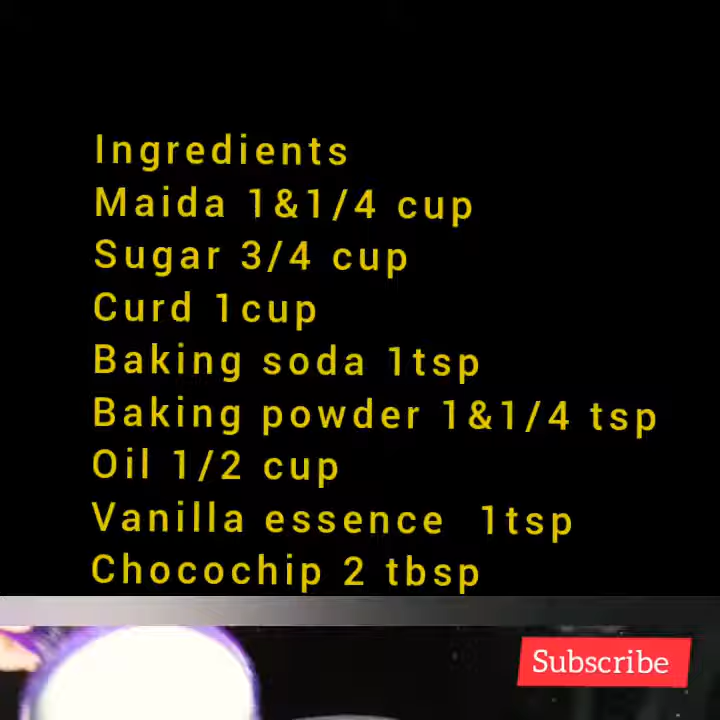 Ingredients
Maida 1&1/4 cup
Sugar 3/4 cup
Curd 1cup
Baking soda 1tsp
Baking powder 1&1/4 tsp
Oil 1/2 cup
Vanilla essence 1tsp
Chocochip 2 tbsp
Subscribe